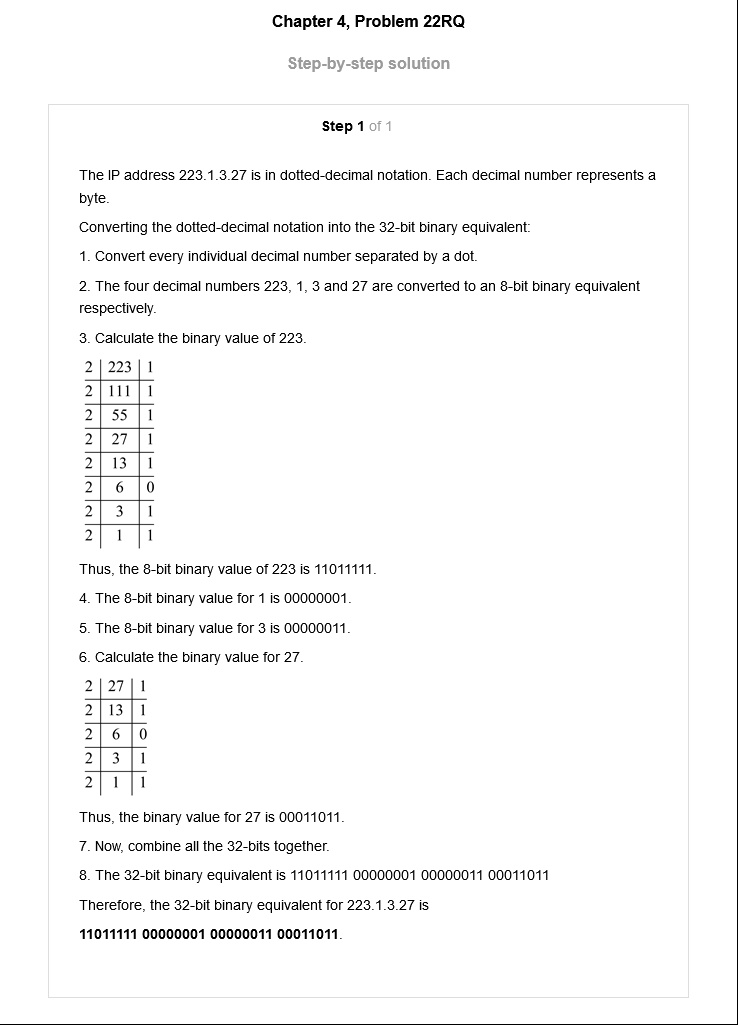 Chapter 4, Problem 22RQ
Step-by-step solution
Step 1 of 1
The IP address 223.1.3.27 is in dotted-decimal notation. Each decimal number represents a
byte.
Converting the dotted-decimal notation into the 32-bit binary equivalent:
1. Convert every individual decimal number separated by a dot.
2. The four decimal numbers 223, 1, 3 and 27 are converted to an 8-bit binary equivalent
respectively.
3. Calculate the binary value of 223.
2 223 1
2 111 1
2 55 1
2 27 1
2 13 1
2 6 0
2 3 1
2 1 1
Thus, the 8-bit binary value of 223 is 11011111.
4. The 8-bit binary value for 1 is 00000001.
5. The 8-bit binary value for 3 is 00000011.
6. Calculate the binary value for 27.
2 27 1
2 13 1
2 6 0
2 3 1
2 1 1
Thus, the binary value for 27 is 00011011.
7. Now, combine all the 32-bits together.
8. The 32-bit binary equivalent is 11011111 00000001 00000011 00011011
Therefore, the 32-bit binary equivalent for 223.1.3.27 is
11011111 00000001 00000011 00011011.